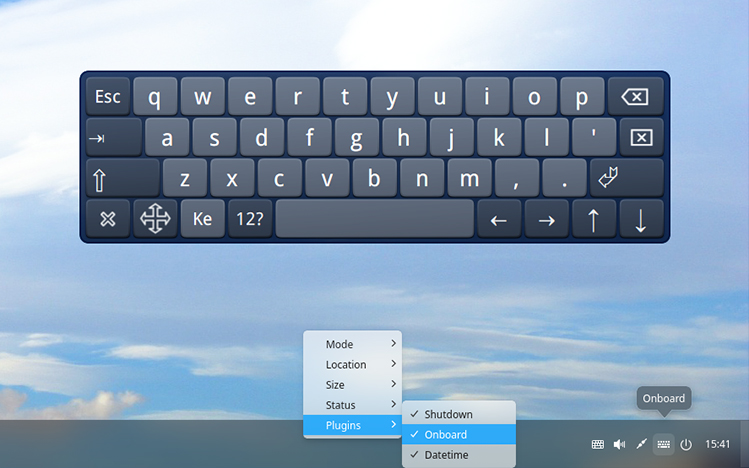 Esc q w e r t y u i o p
a s d f g h j k l '
z x c v b n m , .
Ke 12?
Mode
Location
Size
Status
Plugins
Shutdown
Onboard
Datetime
Onboard
15:41